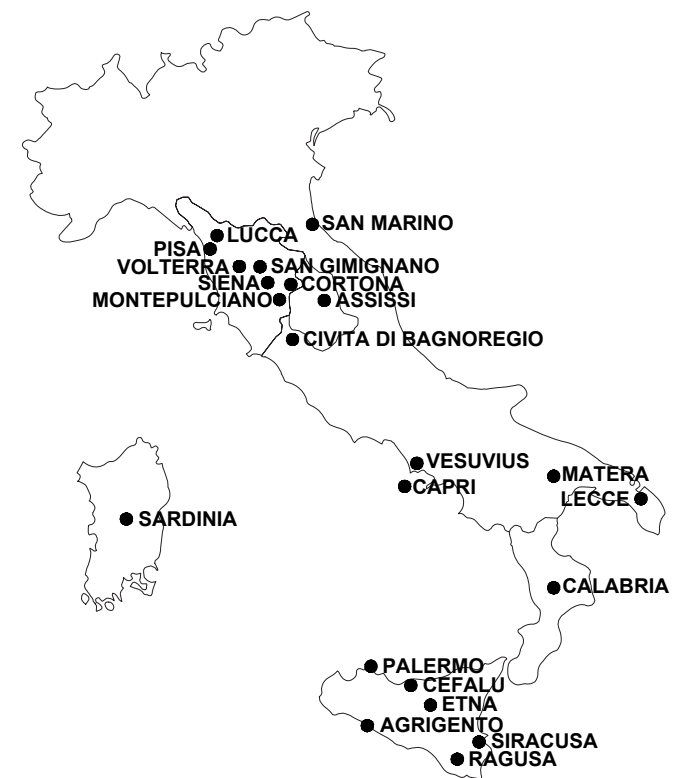 SAN MARINO
LUCCA
PISA
VOLTERRA
SAN GIMIGNANO
SIENA
CORTONA
MONTEPULCIANO
ASSISSI
CIVITA DI BAGNOREGIO
VESUVIUS
MATERA
CAPRI
LECCE
SARDINIA
CALABRIA
PALERMO
CEFALU
ETNA
AGRIGENTO
SIRACUSA
RAGUSA